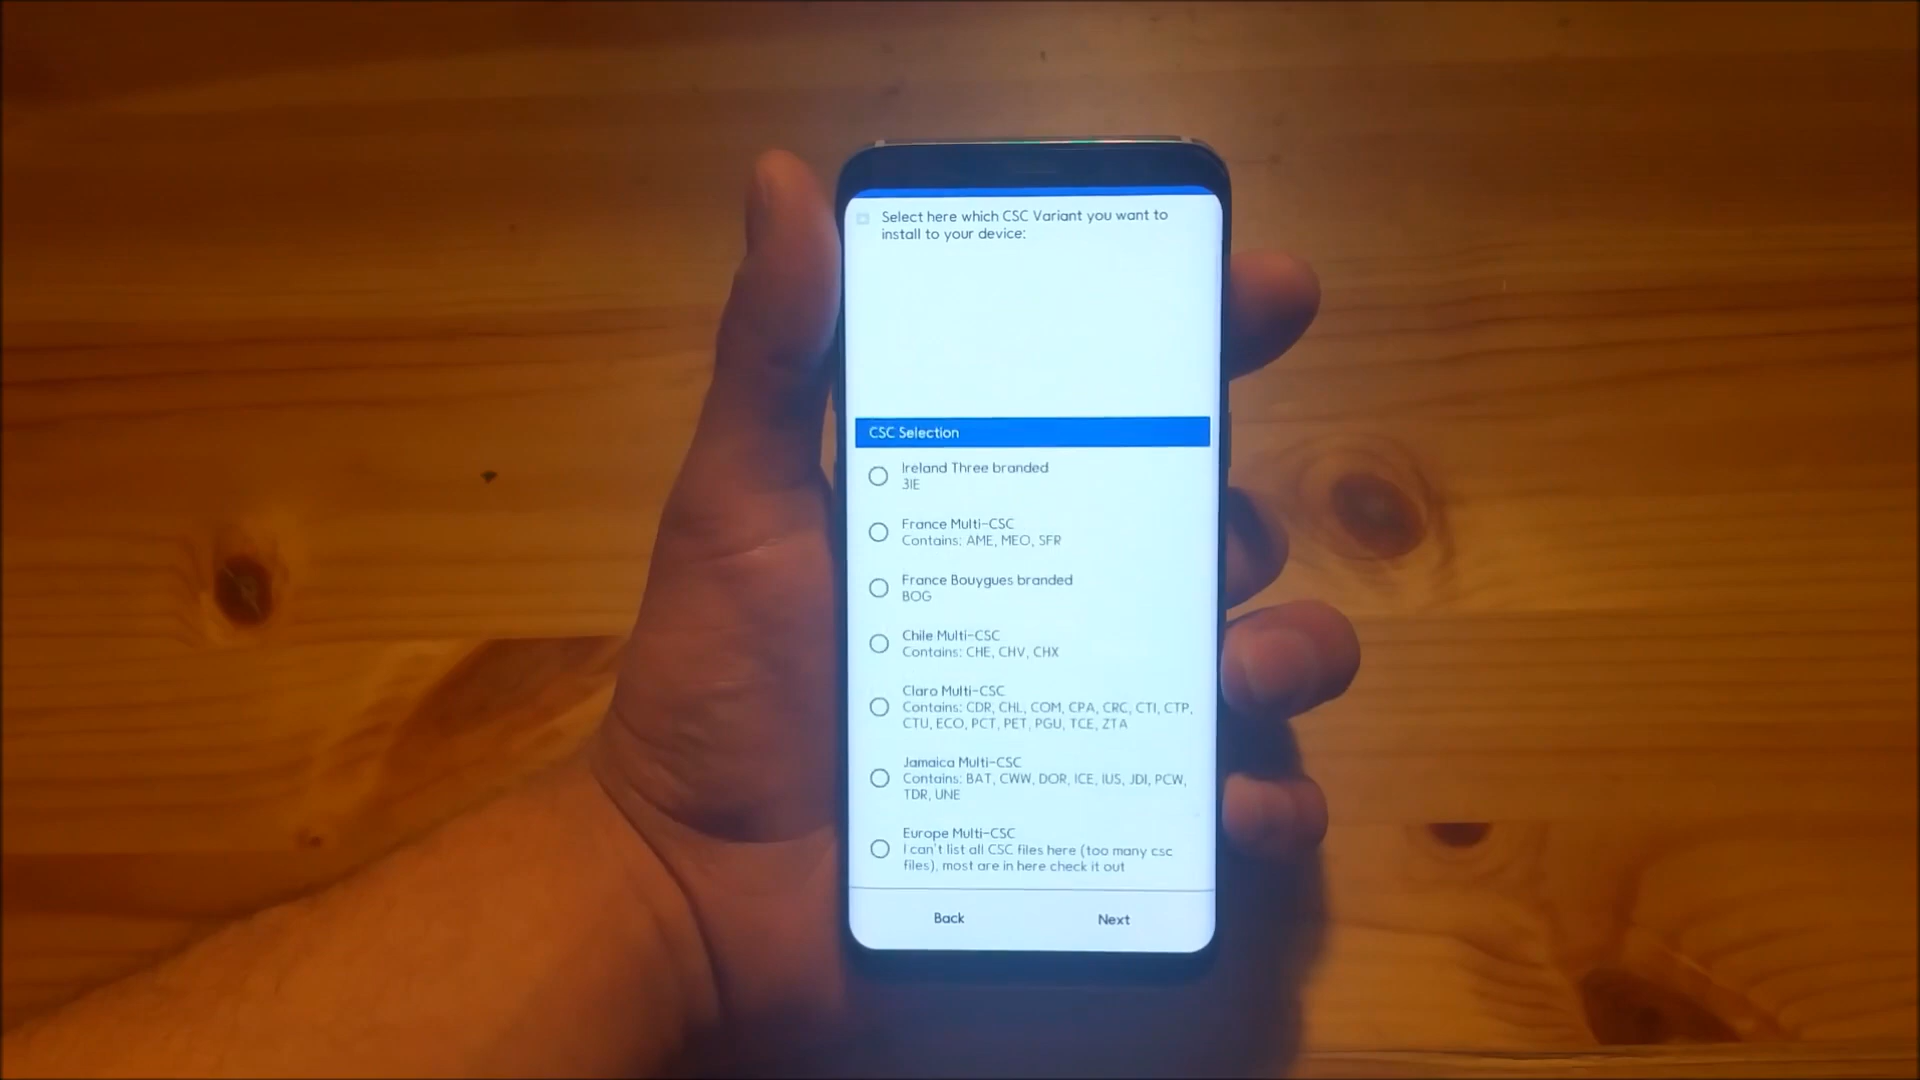 Select here which CSC Variant you want to
install to your device:
CSC Selection
Ireland Three branded
3IE
France Multi-CSC
Contains: AME, MEO, SFR
France Bouygues branded
BOG
Chile Multi-CSC
Contains: CHE, CHV, CHX
Claro Multi-CSC
Contains: CDR, CHL, COM, CPA, CRC, CTI, CTP,
CTU, ECO, PCT, PET, PGU, TCE, ZTA
Jamaica Multi-CSC
Contains: BAT, CWW, DOR, ICE, IUS, JDI, PCW,
TDR, UNE
Europe Multi-CSC
I can't list all CSC files here (too many csc
files), most are in here check it out
Back
Next